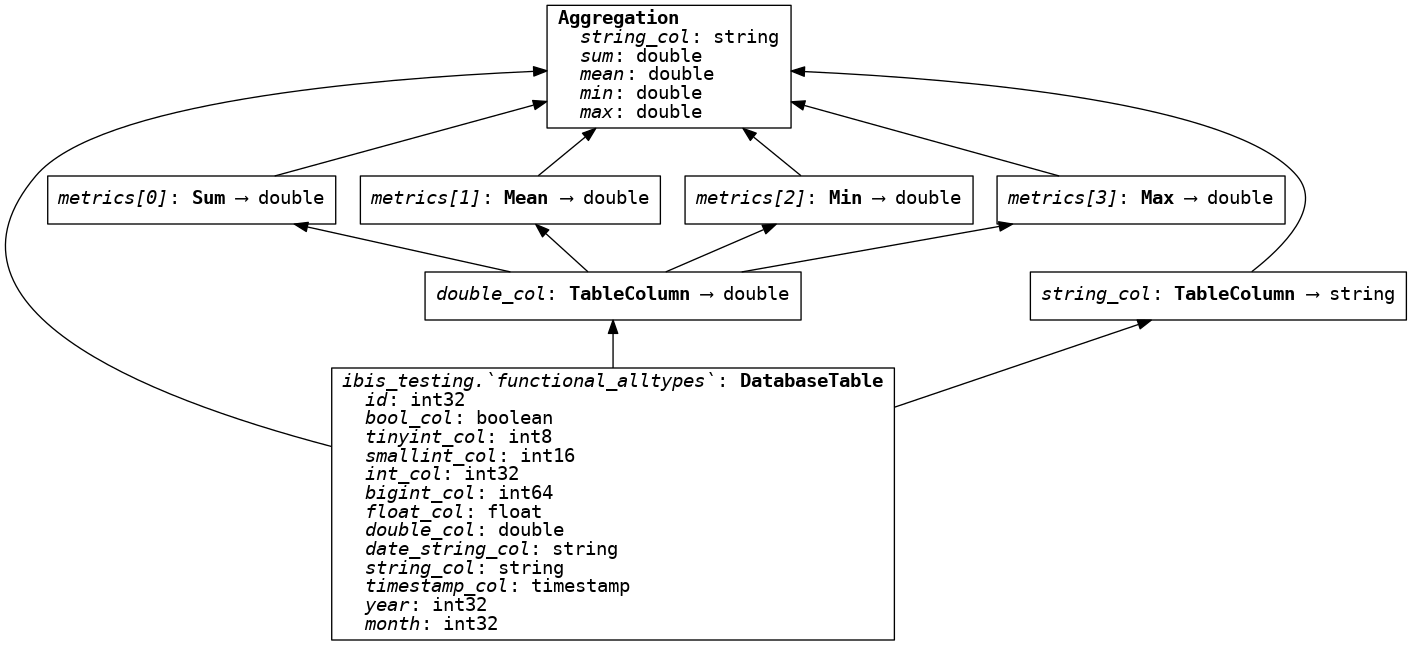 Aggregation
string_col: string
sum: double
mean: double
min: double
max: double
metrics[0]: Sum → double
metrics[1]: Mean → double
metrics[2]: Min → double
metrics[3]: Max → double
double_col: TableColumn → double
string_col: TableColumn → string
ibis_testing.`functional_alltypes`: DatabaseTable
id: int32
bool_col: boolean
tinyint_col: int8
smallint_col: int16
int_col: int32
bigint_col: int64
float_col: float
double_col: double
date_string_col: string
string_col: string
timestamp_col: timestamp
year: int32
month: int32